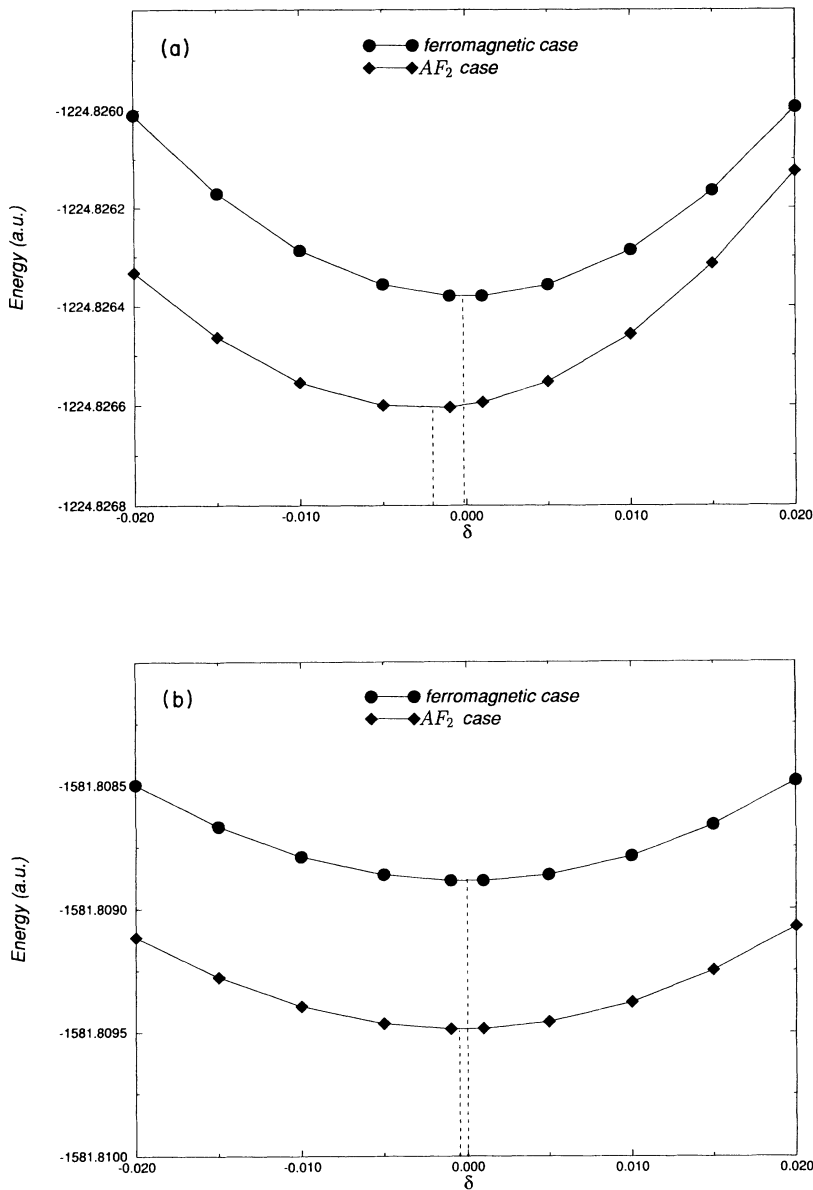 (a)
ferromagnetic case
AF₂ case
Energy (a.u.)
-1224.8260
-1224.8262
-1224.8264
-1224.8266
-1224.8268
-0.020
-0.010
0.000
0.010
0.020
δ
(b)
ferromagnetic case
AF₂ case
Energy (a.u.)
-1581.8085
-1581.8090
-1581.8095
-1581.8100
-0.020
-0.010
0.000
0.010
0.020
δ